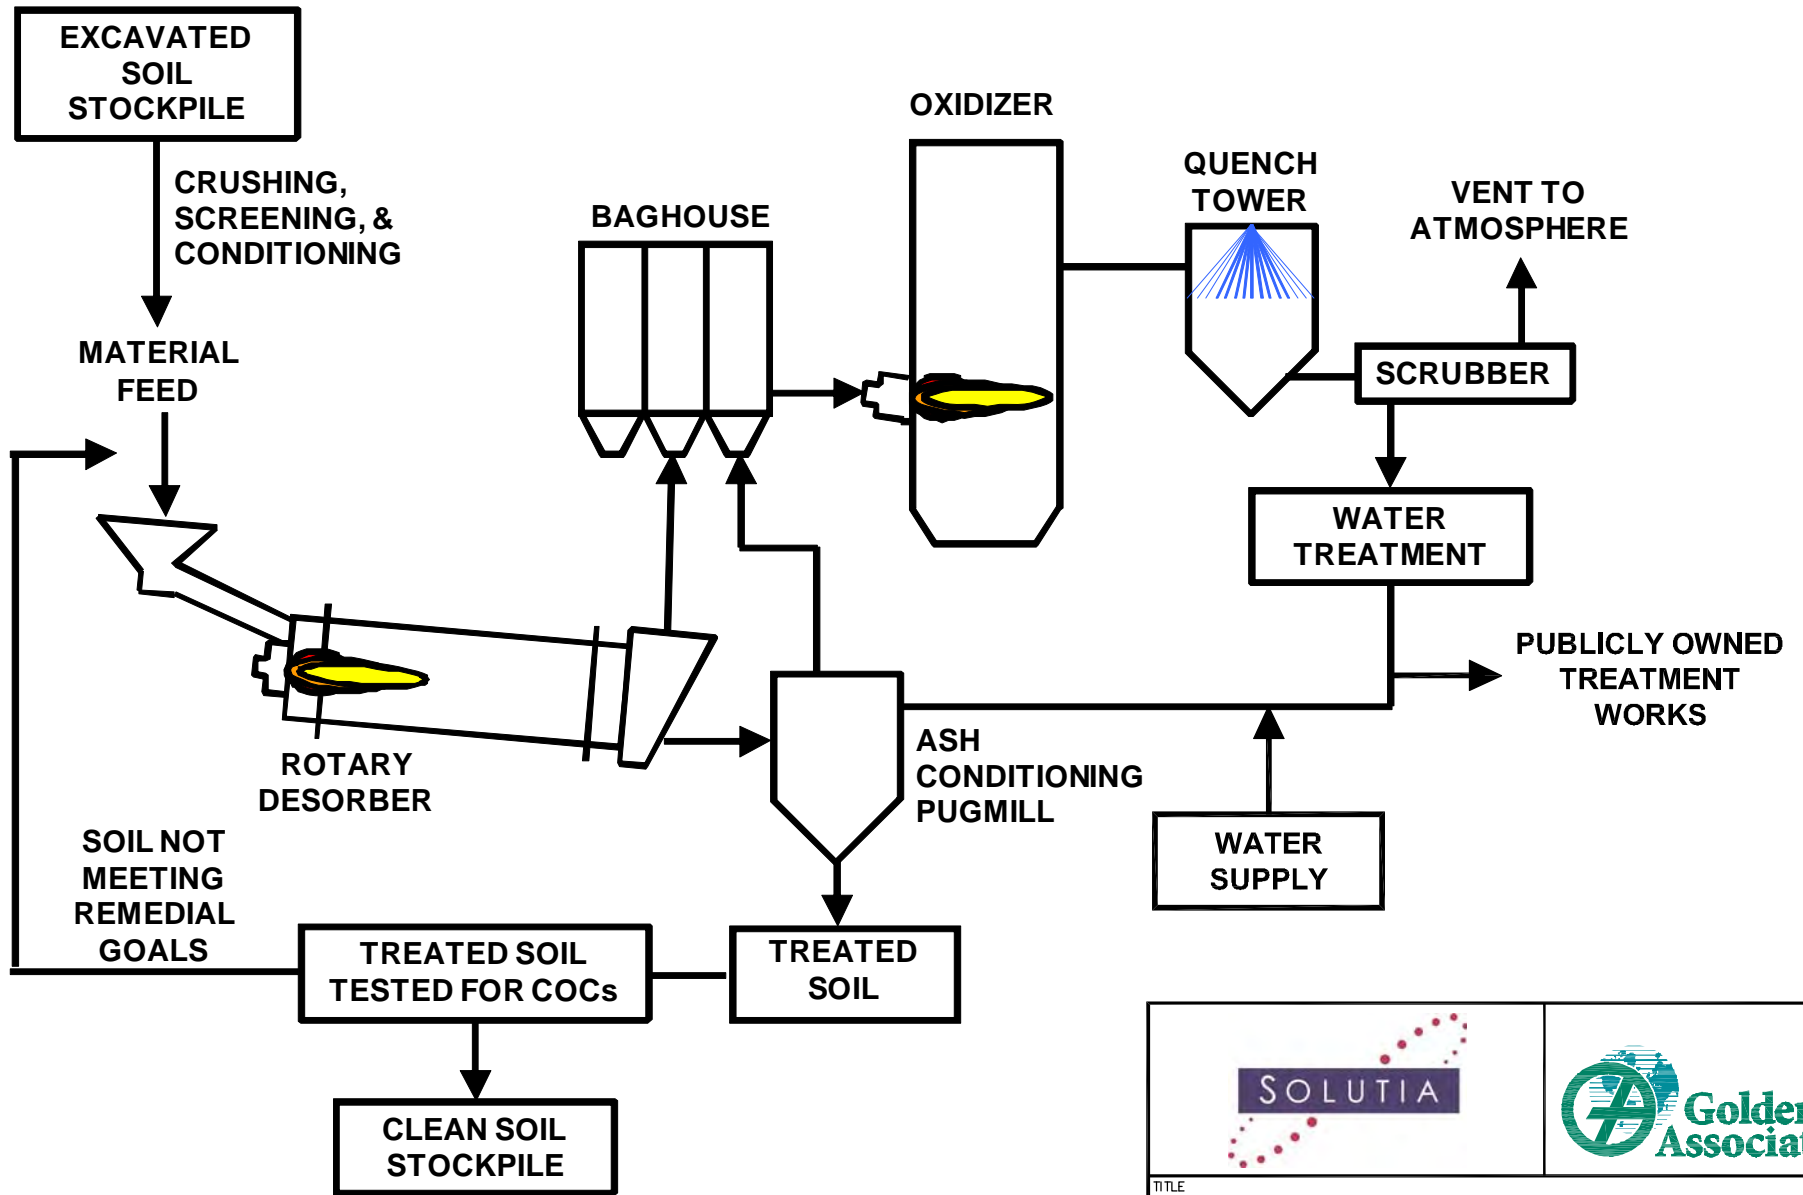 EXCAVATED
SOIL
STOCKPILE
CRUSHING,
SCREENING, &
CONDITIONING
MATERIAL
FEED
BAGHOUSE
OXIDIZER
QUENCH
TOWER
VENT TO
ATMOSPHERE
SCRUBBER
WATER
TREATMENT
PUBLICLY OWNED
TREATMENT
WORKS
ROTARY
DESORBER
ASH
CONDITIONING
PUGMILL
WATER
SUPPLY
SOIL NOT
MEETING
REMEDIAL
GOALS
TREATED SOIL
TESTED FOR COCs
TREATED
SOIL
CLEAN SOIL
STOCKPILE
SOLUTIA
Golder
Associat
TITLE